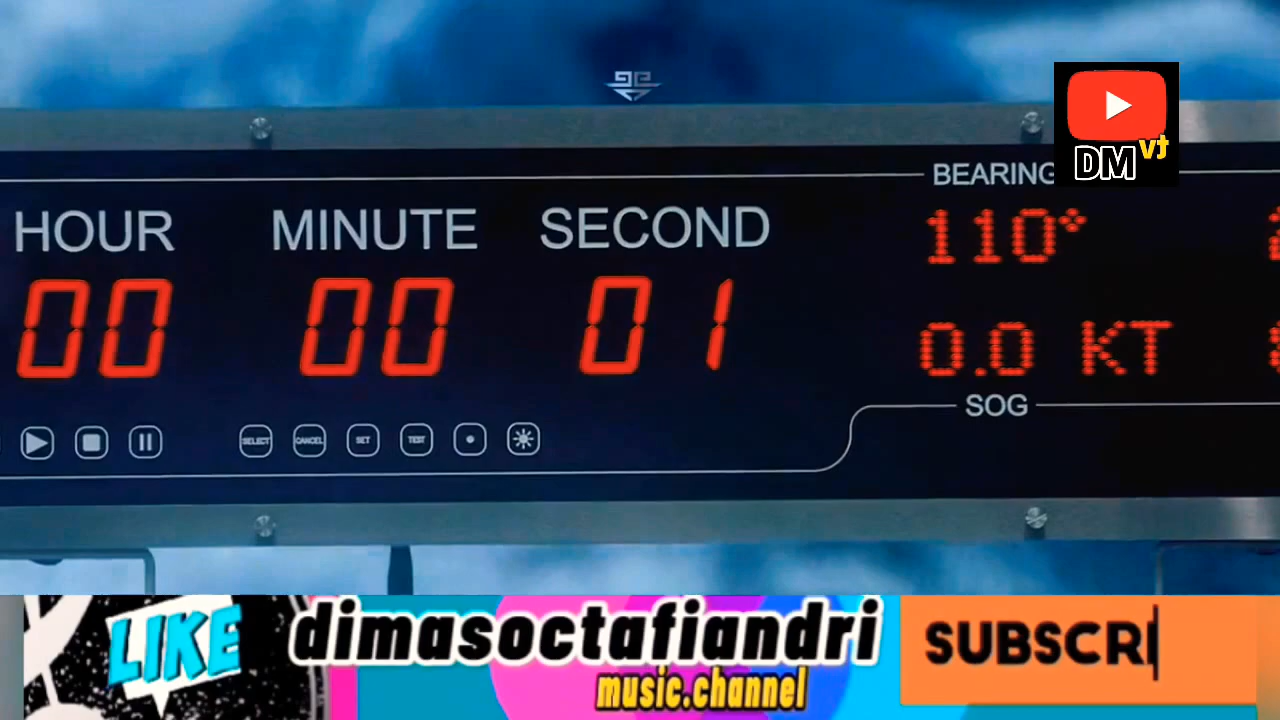 DM VT
BEARING
HOUR MINUTE SECOND
110°
00 00 01
0.0 KT
SOG
SELECT CANCEL SET TEST
LIKE
dimasoctafiandri
music.channel
SUBSCRI